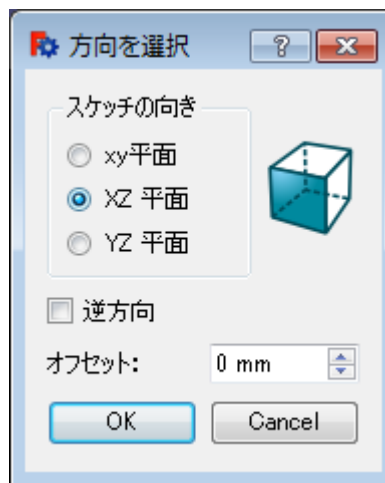 方向を選択
スケッチの向き
xy平面
XZ 平面
YZ 平面
逆方向
オフセット: 0 mm
OK Cancel